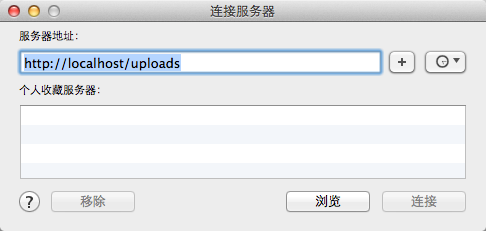 连接服务器
服务器地址：
http://localhost/uploads
+
个人收藏服务器：
?
移除
浏览
连接